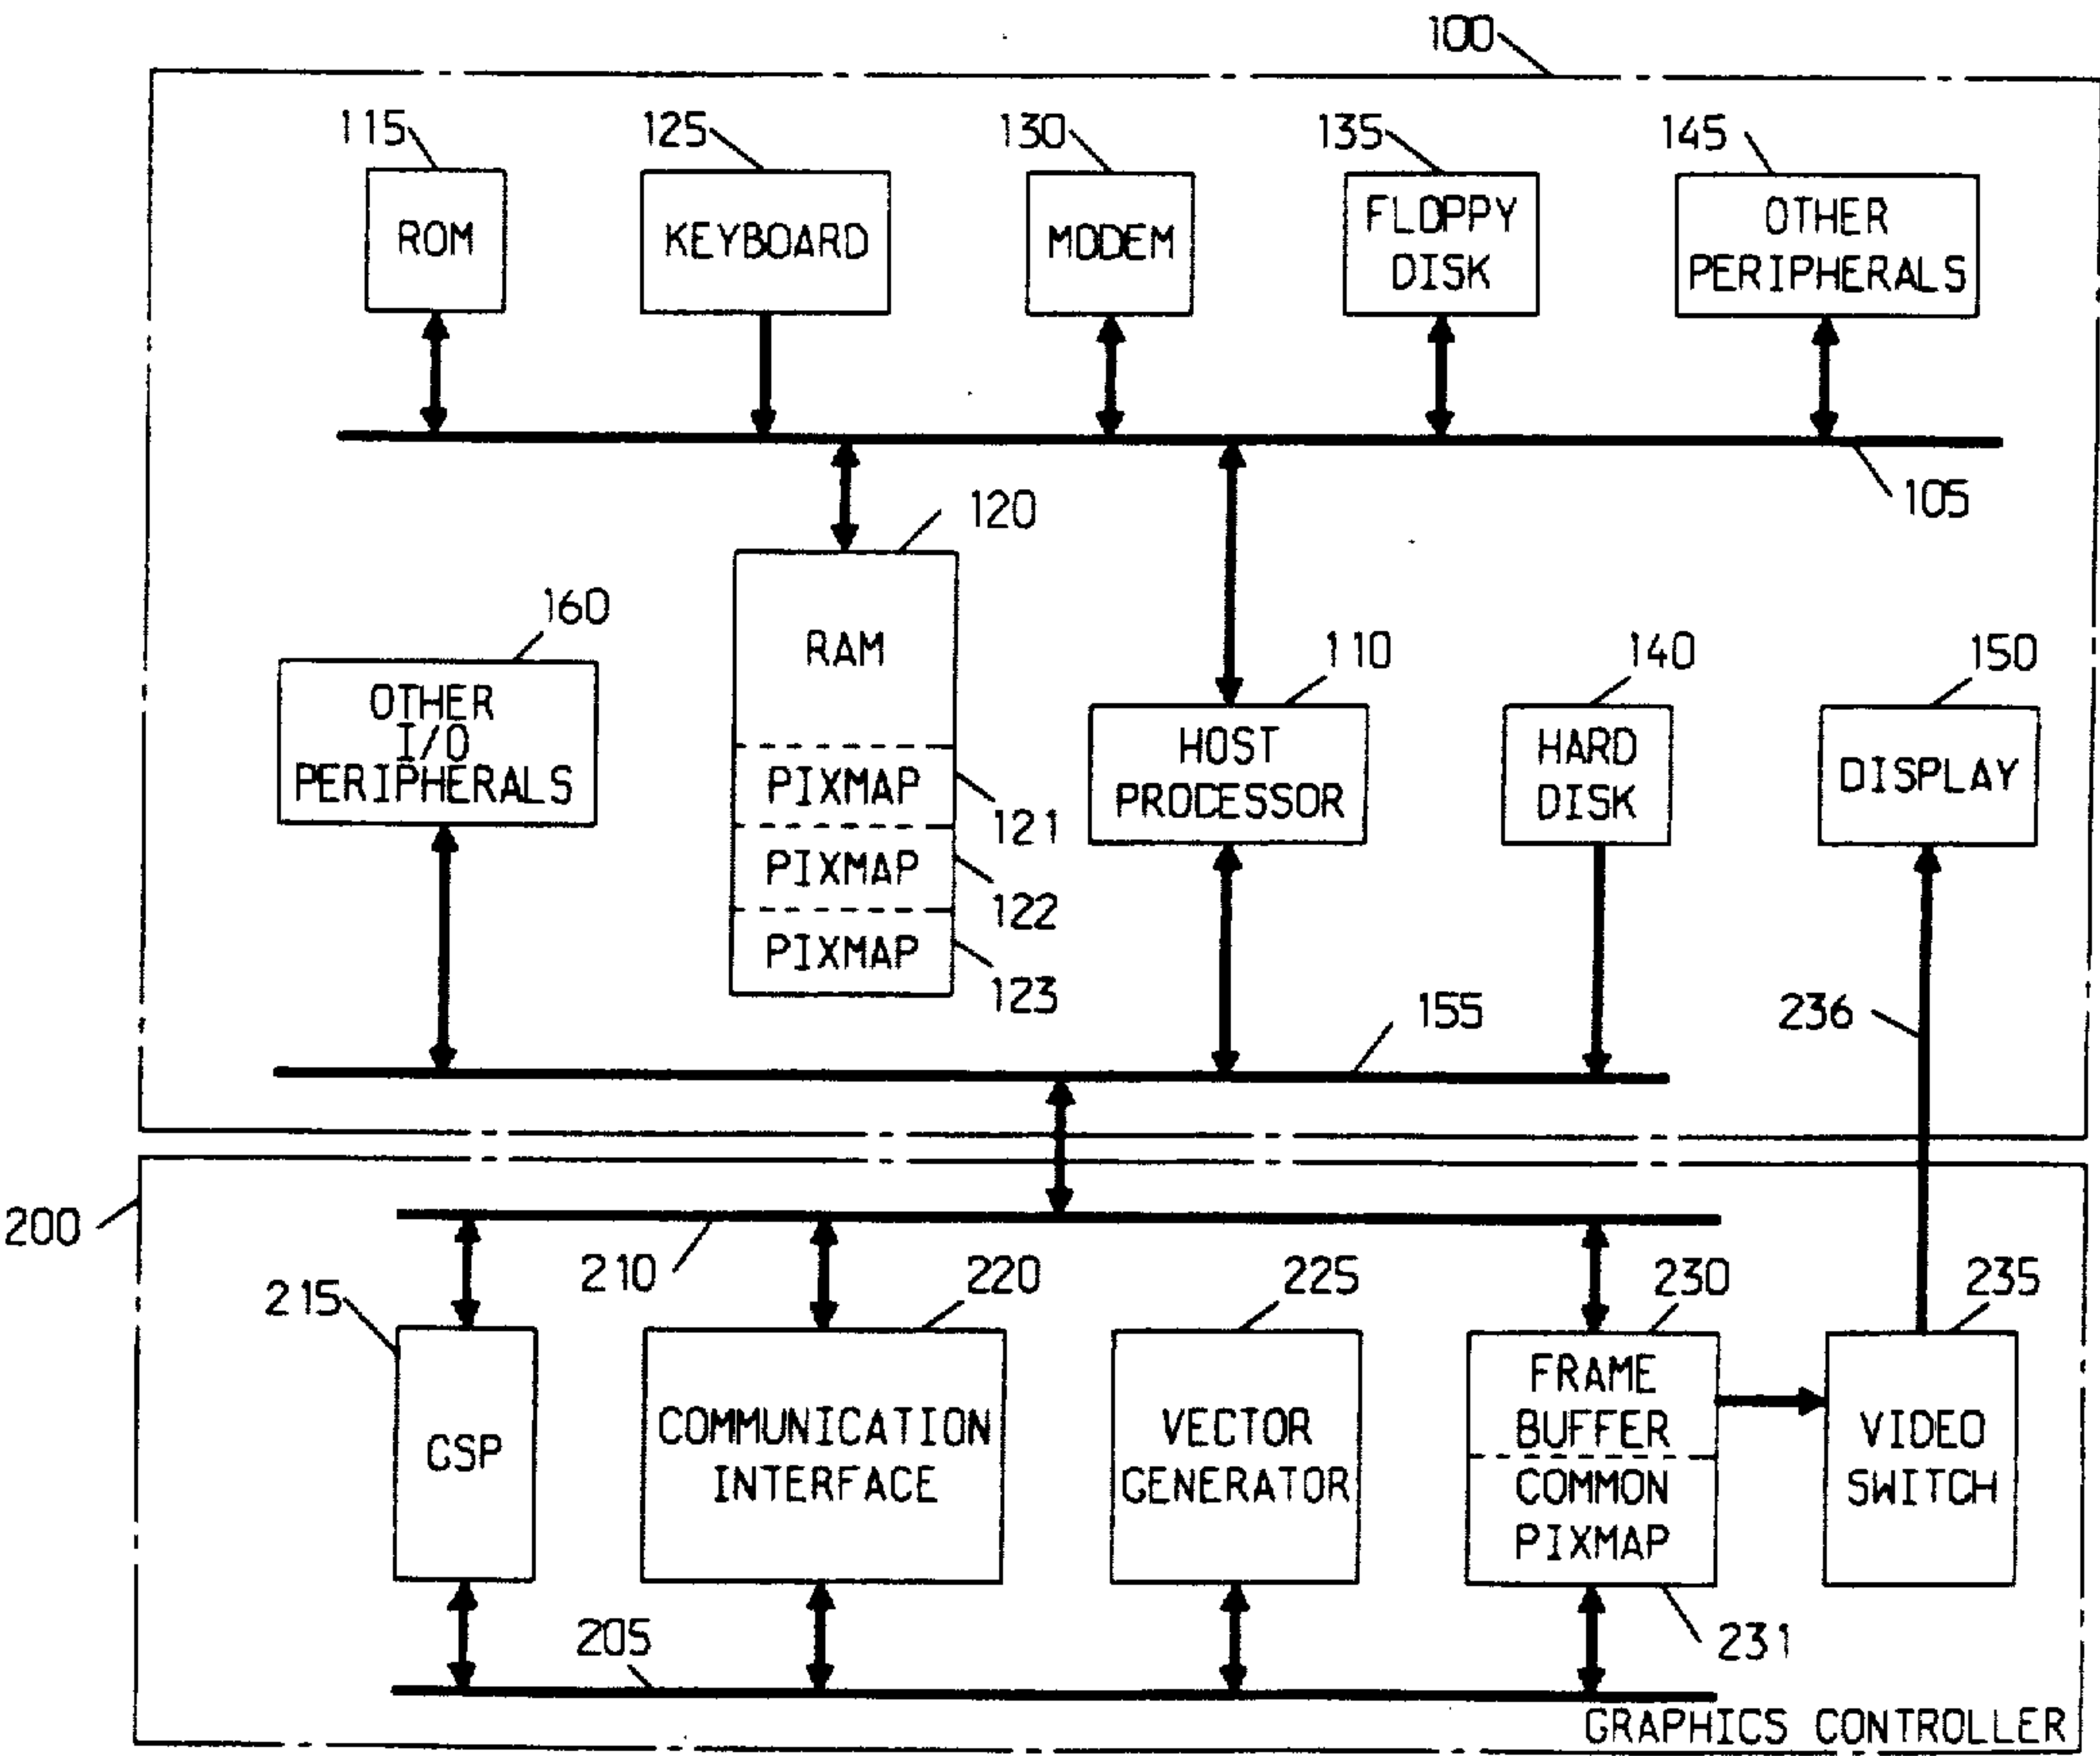 100
115
125
130
135
145
ROM
KEYBOARD
MODEM
FLOPPY
DISK
OTHER
PERIPHERALS
105
120
160
RAM
110
140
150
OTHER
I/O
PERIPHERALS
HOST
PROCESSOR
HARD
DISK
DISPLAY
PIXMAP
121
PIXMAP
122
PIXMAP
123
155
236
200
210
220
225
230
235
215
GSP
COMMUNICATION
INTERFACE
VECTOR
GENERATOR
FRAME
BUFFER
COMMON
PIXMAP
VIDEO
SWITCH
205
231
GRAPHICS CONTROLLER